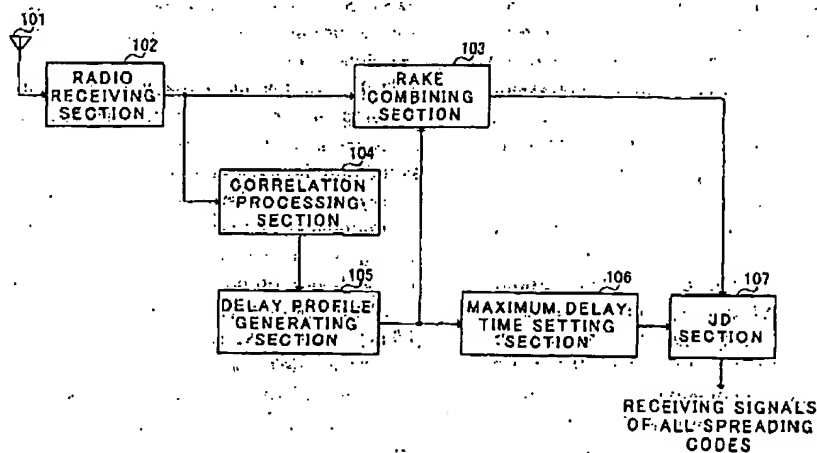 101
102
RADIO
RECEIVING
SECTION
103
RAKE
COMBINING
SECTION
104
CORRELATION
PROCESSING
SECTION
105
DELAY PROFILE
GENERATING
SECTION
106
MAXIMUM DELAY
TIME SETTING
SECTION
107
JD
SECTION
RECEIVING SIGNALS
OF ALL SPREADING
CODES